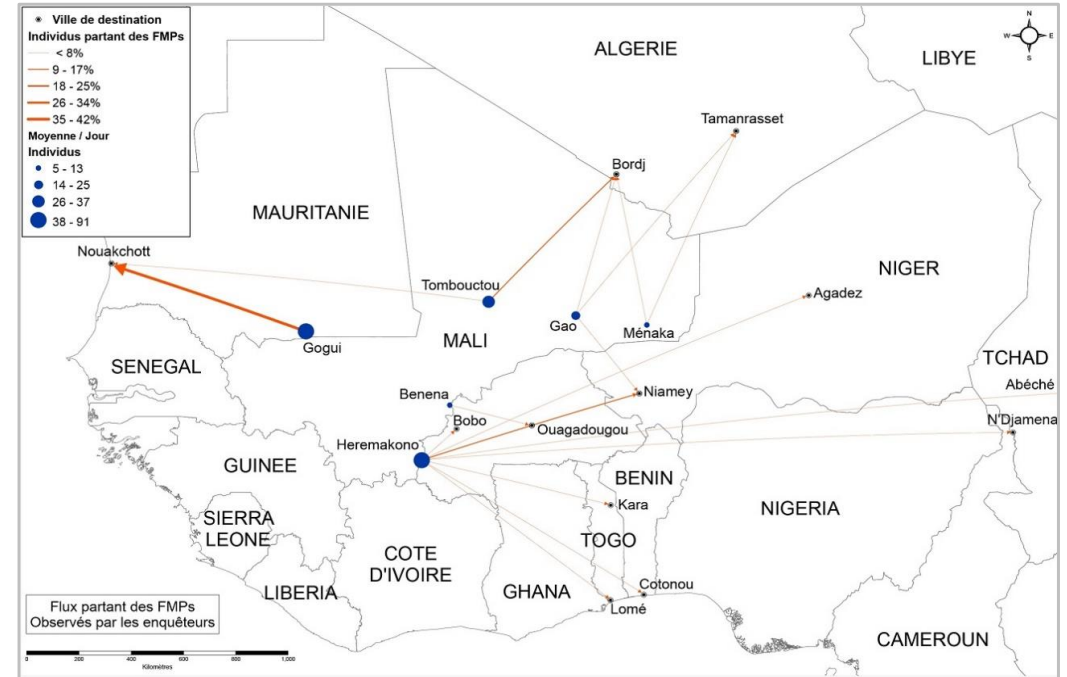 Ville de destination
Individus partant des FMPs
< 8%
9 - 17%
18 - 25%
26 - 34%
35 - 42%
Moyenne / Jour
Individus
5 - 13
14 - 25
26 - 37
38 - 91
N
W E
S
ALGERIE
LIBYE
Tamanrasset
Bordj
MAURITANIE
Nouakchott
NIGER
Tombouctou
Agadez
Gao
Ménaka
MALI
Gogui
SENEGAL
TCHAD
Abéché
Benena
Niamey
Bobo
Ouagadougou
N'Djamena
Heremakono
GUINEE
BENIN
Kara
NIGERIA
SIERRA
LEONE
TOGO
COTE
D'IVOIRE
Cotonou
LIBERIA
GHANA
Lomé
Flux partant des FMPs
Observés par les enquêteurs
CAMEROUN
0 200 400 600 800 1,000
Kilomètres